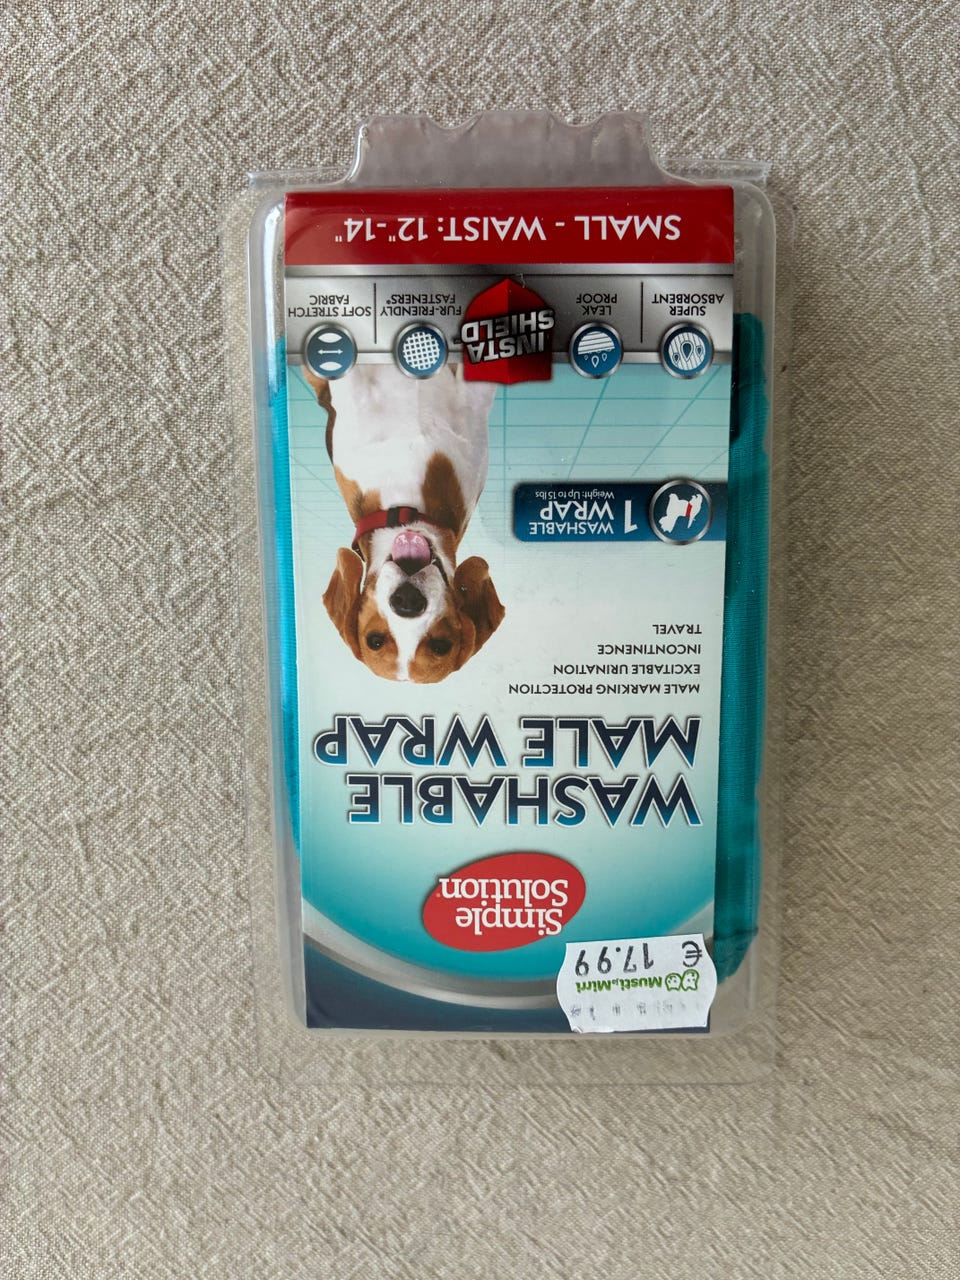 Musti ja Mirri
€ 17.99
Simple
Solution®
WASHABLE
MALE WRAP
MALE MARKING PROTECTION
EXCITABLE URINATION
INCONTINENCE
TRAVEL
1 WASHABLE
WRAP
Weight: Up to 15 lbs
SUPER
ABSORBENT
LEAK
PROOF
INSTA
SHIELD™
FUR-FRIENDLY
FASTENERS®
SOFT STRETCH
FABRIC
SMALL - WAIST: 12"-14"